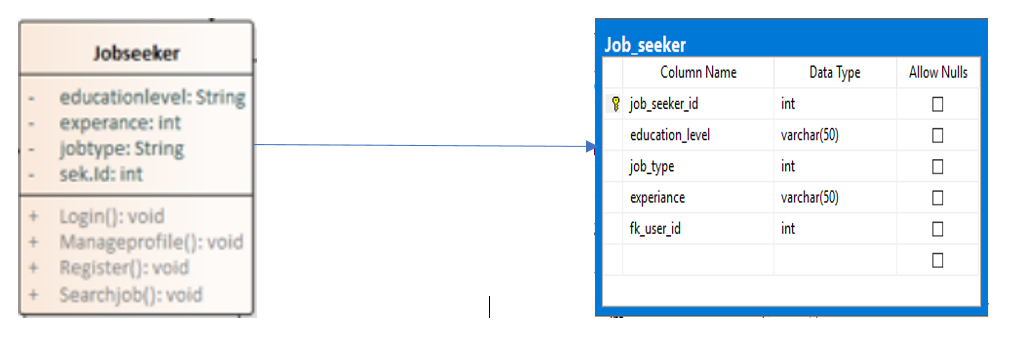 Jobseeker
- educationlevel: String
- experance: int
- jobtype: String
- sek.Id: int
+ Login(): void
+ Manageprofile(): void
+ Register(): void
+ Searchjob(): void
Job_seeker
Column Name Data Type Allow Nulls
job_seeker_id int
education_level varchar(50)
job_type int
experiance varchar(50)
fk_user_id int